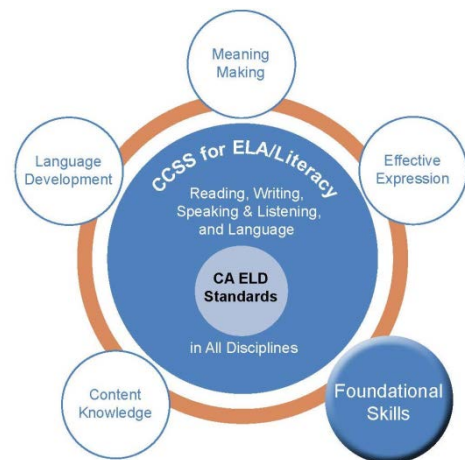 Meaning
Making
Language
Development
Effective
Expression
CCSS for ELA/Literacy
Reading, Writing,
Speaking & Listening,
and Language
CA ELD
Standards
in All Disciplines
Content
Knowledge
Foundational
Skills